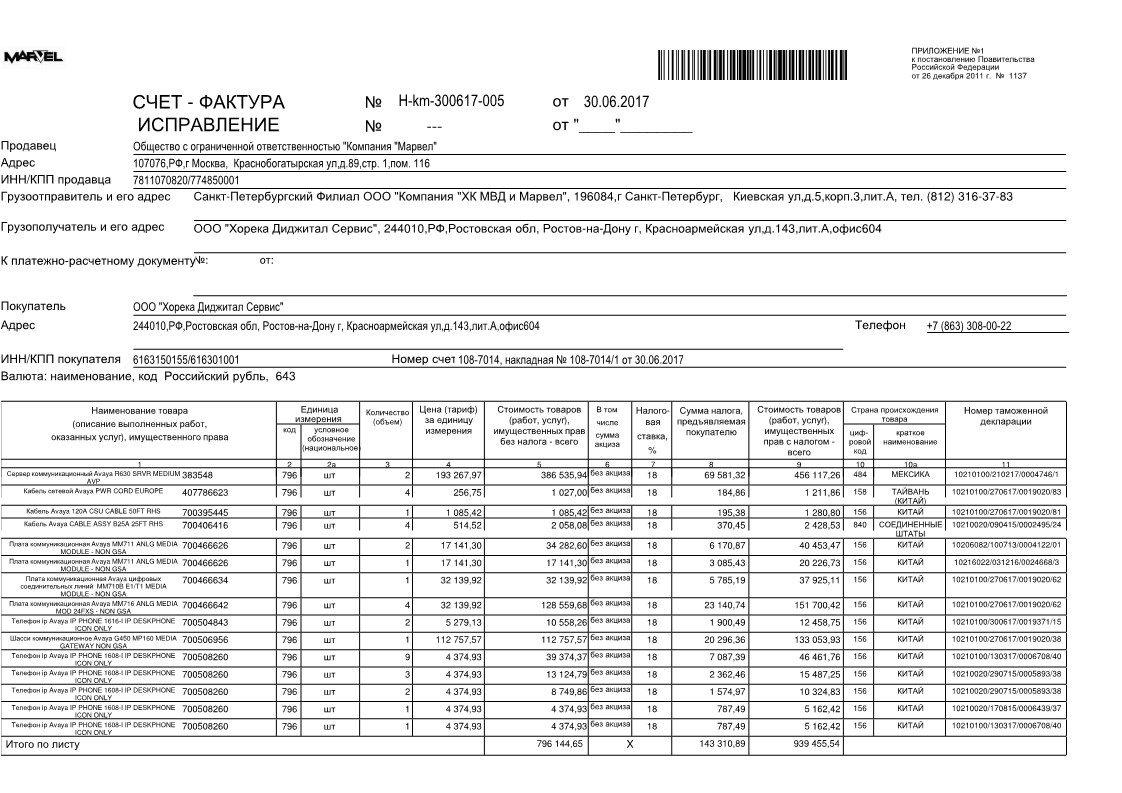 MARVEL
ПРИЛОЖЕНИЕ №1
к постановлению Правительства
Российской Федерации
от 26 декабря 2011 г. № 1137
СЧЕТ - ФАКТУРА № H-km-300617-005 от 30.06.2017
ИСПРАВЛЕНИЕ № --- от "____"_________
Продавец Общество с ограниченной ответственностью "Компания "Марвел"
Адрес 107076,РФ,г Москва, Краснобогатырская ул,д.89,стр. 1,пом. 116
ИНН/КПП продавца 7811070820/774850001
Грузоотправитель и его адрес Санкт-Петербургский Филиал ООО "Компания "ХК МВД и Марвел", 196084,г Санкт-Петербург, Киевская ул,д.5,корп.3,лит.А, тел. (812) 316-37-83
Грузополучатель и его адрес ООО "Хорека Диджитал Сервис", 244010,РФ,Ростовская обл, Ростов-на-Дону г, Красноармейская ул,д.143,лит.А,офис604
К платежно-расчетному документу№: от:
Покупатель ООО "Хорека Диджитал Сервис"
Адрес 244010,РФ,Ростовская обл, Ростов-на-Дону г, Красноармейская ул,д.143,лит.А,офис604 Телефон +7 (863) 308-00-22
ИНН/КПП покупателя 6163150155/616301001 Номер счет 108-7014, накладная № 108-7014/1 от 30.06.2017
Валюта: наименование, код Российский рубль, 643
Наименование товара
(описание выполненных работ,
оказанных услуг), имущественного права
Единица
измерения
код
условное
обозначение
(национальное)
Количество
(объем)
Цена (тариф)
за единицу
измерения
Стоимость товаров
(работ, услуг),
имущественных прав
без налога - всего
В том
числе
сумма
акциза
Налого-
вая
ставка,
%
Сумма налога,
предъявляемая
покупателю
Стоимость товаров
(работ, услуг),
имущественных
прав с налогом -
всего
Страна происхождения
товара
циф-
ровой
код
краткое
наименование
Номер таможенной
декларации
1 2 2а 3 4 5 6 7 8 9 10 10а 11
Сервер коммуникационный Avaya R630 SRVR MEDIUM 383548 796 шт 2 193 267,97 386 535,94 без акциза 18 69 581,32 456 117,26 484 МЕКСИКА 10210100/210217/0004746/1
AVP
Кабель сетевой Avaya PWR CORD EUROPE 407786623 796 шт 4 256,75 1 027,00 без акциза 18 184,86 1 211,86 158 ТАЙВАНЬ 10210100/270617/0019020/83
(КИТАЙ)
Кабель Avaya 120A CSU CABLE 50FT RHS 700395445 796 шт 1 1 085,42 1 085,42 без акциза 18 195,38 1 280,80 156 КИТАЙ 10210100/270617/0019020/81
Кабель Avaya CABLE ASSY B25A 25FT RHS 700406416 796 шт 4 514,52 2 058,08 без акциза 18 370,45 2 428,53 840 СОЕДИНЕННЫЕ 10210020/090415/0002495/24
ШТАТЫ
Плата коммуникационная Avaya MM711 ANLG MEDIA 700466626 796 шт 2 17 141,30 34 282,60 без акциза 18 6 170,87 40 453,47 156 КИТАЙ 10206082/100713/0004122/01
MODULE - NON GSA
Плата коммуникационная Avaya MM711 ANLG MEDIA 700466626 796 шт 1 17 141,30 17 141,30 без акциза 18 3 085,43 20 226,73 156 КИТАЙ 10216022/031216/0024668/3
MODULE - NON GSA
Плата коммуникационная Avaya цифровых 700466634 796 шт 1 32 139,92 32 139,92 без акциза 18 5 785,19 37 925,11 156 КИТАЙ 10210100/270617/0019020/62
соединительных линий MM710B E1/T1 MEDIA
MODULE - NON GSA
Плата коммуникационная Avaya MM716 ANLG MEDIA 700466642 796 шт 4 32 139,92 128 559,68 без акциза 18 23 140,74 151 700,42 156 КИТАЙ 10210100/270617/0019020/62
MOD 24FXS - NON GSA
Телефон ip Avaya IP PHONE 1616-I IP DESKPHONE 700504843 796 шт 2 5 279,13 10 558,26 без акциза 18 1 900,49 12 458,75 156 КИТАЙ 10210100/300617/0019371/15
ICON ONLY
Шасси коммуникационное Avaya G450 MP160 MEDIA 700506956 796 шт 1 112 757,57 112 757,57 без акциза 18 20 296,36 133 053,93 156 КИТАЙ 10210100/270617/0019020/38
GATEWAY NON GSA
Телефон ip Avaya IP PHONE 1608-I IP DESKPHONE 700508260 796 шт 9 4 374,93 39 374,37 без акциза 18 7 087,39 46 461,76 156 КИТАЙ 10210100/130317/0006708/40
ICON ONLY
Телефон ip Avaya IP PHONE 1608-I IP DESKPHONE 700508260 796 шт 3 4 374,93 13 124,79 без акциза 18 2 362,46 15 487,25 156 КИТАЙ 10210020/290715/0005893/38
ICON ONLY
Телефон ip Avaya IP PHONE 1608-I IP DESKPHONE 700508260 796 шт 2 4 374,93 8 749,86 без акциза 18 1 574,97 10 324,83 156 КИТАЙ 10210020/290715/0005893/38
ICON ONLY
Телефон ip Avaya IP PHONE 1608-I IP DESKPHONE 700508260 796 шт 1 4 374,93 4 374,93 без акциза 18 787,49 5 162,42 156 КИТАЙ 10210020/170815/0006439/37
ICON ONLY
Телефон ip Avaya IP PHONE 1608-I IP DESKPHONE 700508260 796 шт 1 4 374,93 4 374,93 без акциза 18 787,49 5 162,42 156 КИТАЙ 10210100/130317/0006708/40
ICON ONLY
Итого по листу 796 144,65 X 143 310,89 939 455,54